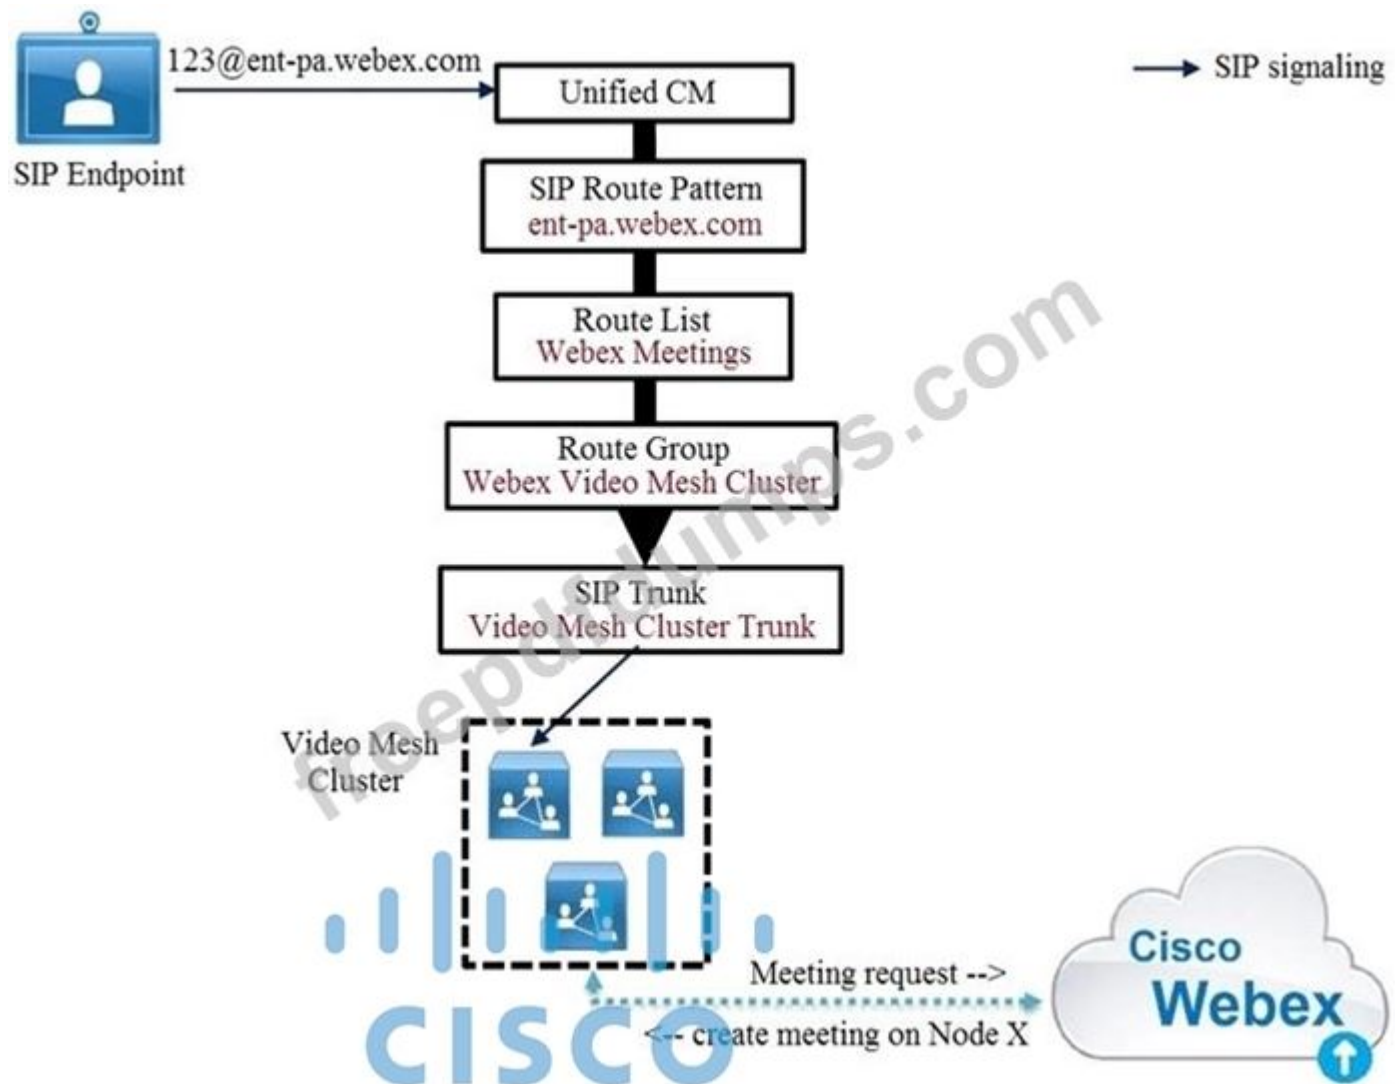 123@ent-pa.webex.com
SIP signaling
Unified CM
SIP Endpoint
SIP Route Pattern
ent-pa.webex.com
Route List
Webex Meetings
Route Group
Webex Video Mesh Cluster
SIP Trunk
Video Mesh Cluster Trunk
freepdfdumps.com
Video Mesh
Cluster
Meeting request -->
<-- create meeting on Node X
Cisco
Webex
CISCO